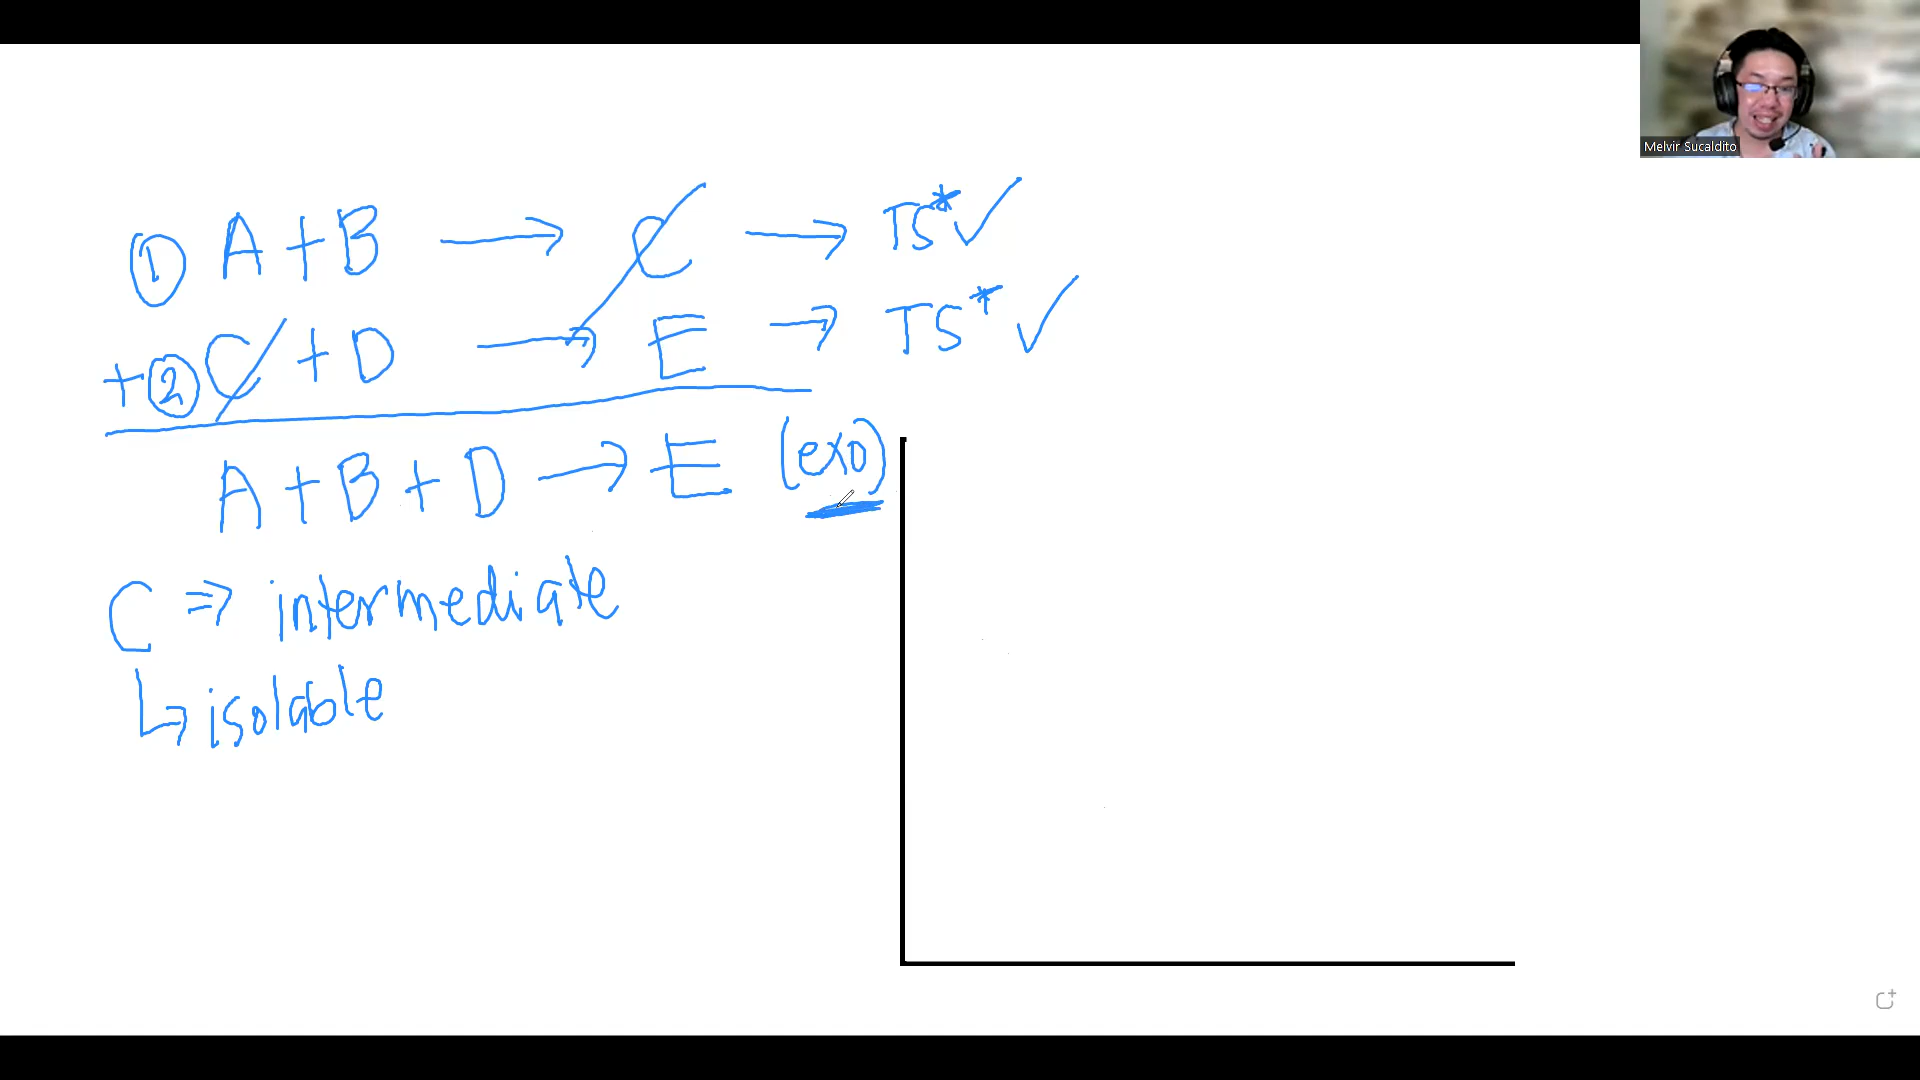 Melvir Sucaldito
① A + B → C → TS* ✓
+ ② C + D → E → TS* ✓
A + B + D → E (exo)
C ⇒ intermediate
↳ isolable